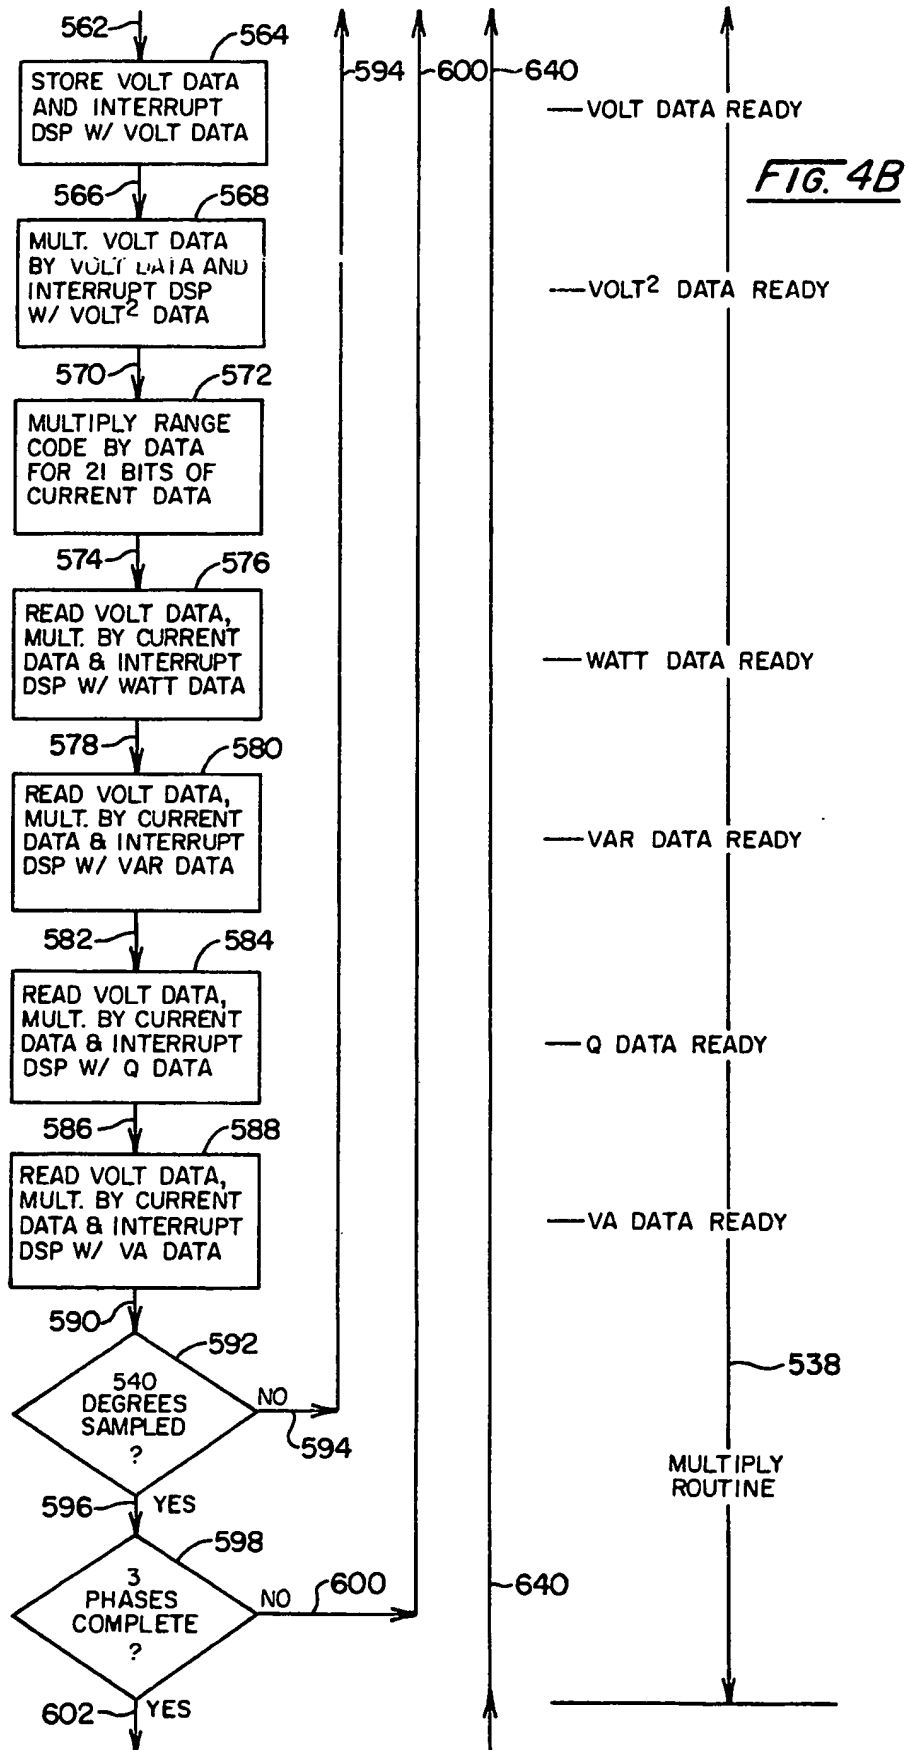 562
564
594
600
640
STORE VOLT DATA
AND INTERRUPT
DSP W/ VOLT DATA
VOLT DATA READY
FIG. 4B
566
568
MULT. VOLT DATA
BY VOLT DATA AND
INTERRUPT DSP
W/ VOLT² DATA
VOLT² DATA READY
570
572
MULTIPLY RANGE
CODE BY DATA
FOR 21 BITS OF
CURRENT DATA
574
576
READ VOLT DATA,
MULT. BY CURRENT
DATA & INTERRUPT
DSP W/ WATT DATA
WATT DATA READY
578
580
READ VOLT DATA,
MULT. BY CURRENT
DATA & INTERRUPT
DSP W/ VAR DATA
VAR DATA READY
582
584
READ VOLT DATA,
MULT. BY CURRENT
DATA & INTERRUPT
DSP W/ Q DATA
Q DATA READY
586
588
READ VOLT DATA,
MULT. BY CURRENT
DATA & INTERRUPT
DSP W/ VA DATA
VA DATA READY
590
592
538
540
DEGREES
SAMPLED
?
NO
594
MULTIPLY
ROUTINE
596
YES
598
3
PHASES
COMPLETE
?
NO
600
640
602
YES